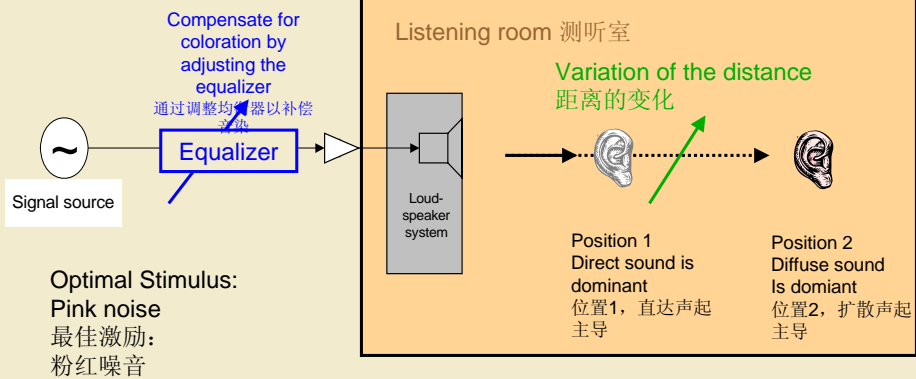 Compensate for
coloration by
adjusting the
equalizer
通过调整均衡器以补偿
音染
Listening room 测听室
Variation of the distance
距离的变化
~
Equalizer
Signal source
Loud-
speaker
system
Position 1
Direct sound is
dominant
位置1，直达声起
主导
Position 2
Diffuse sound
Is domiant
位置2，扩散声起
主导
Optimal Stimulus:
Pink noise
最佳激励：
粉红噪音